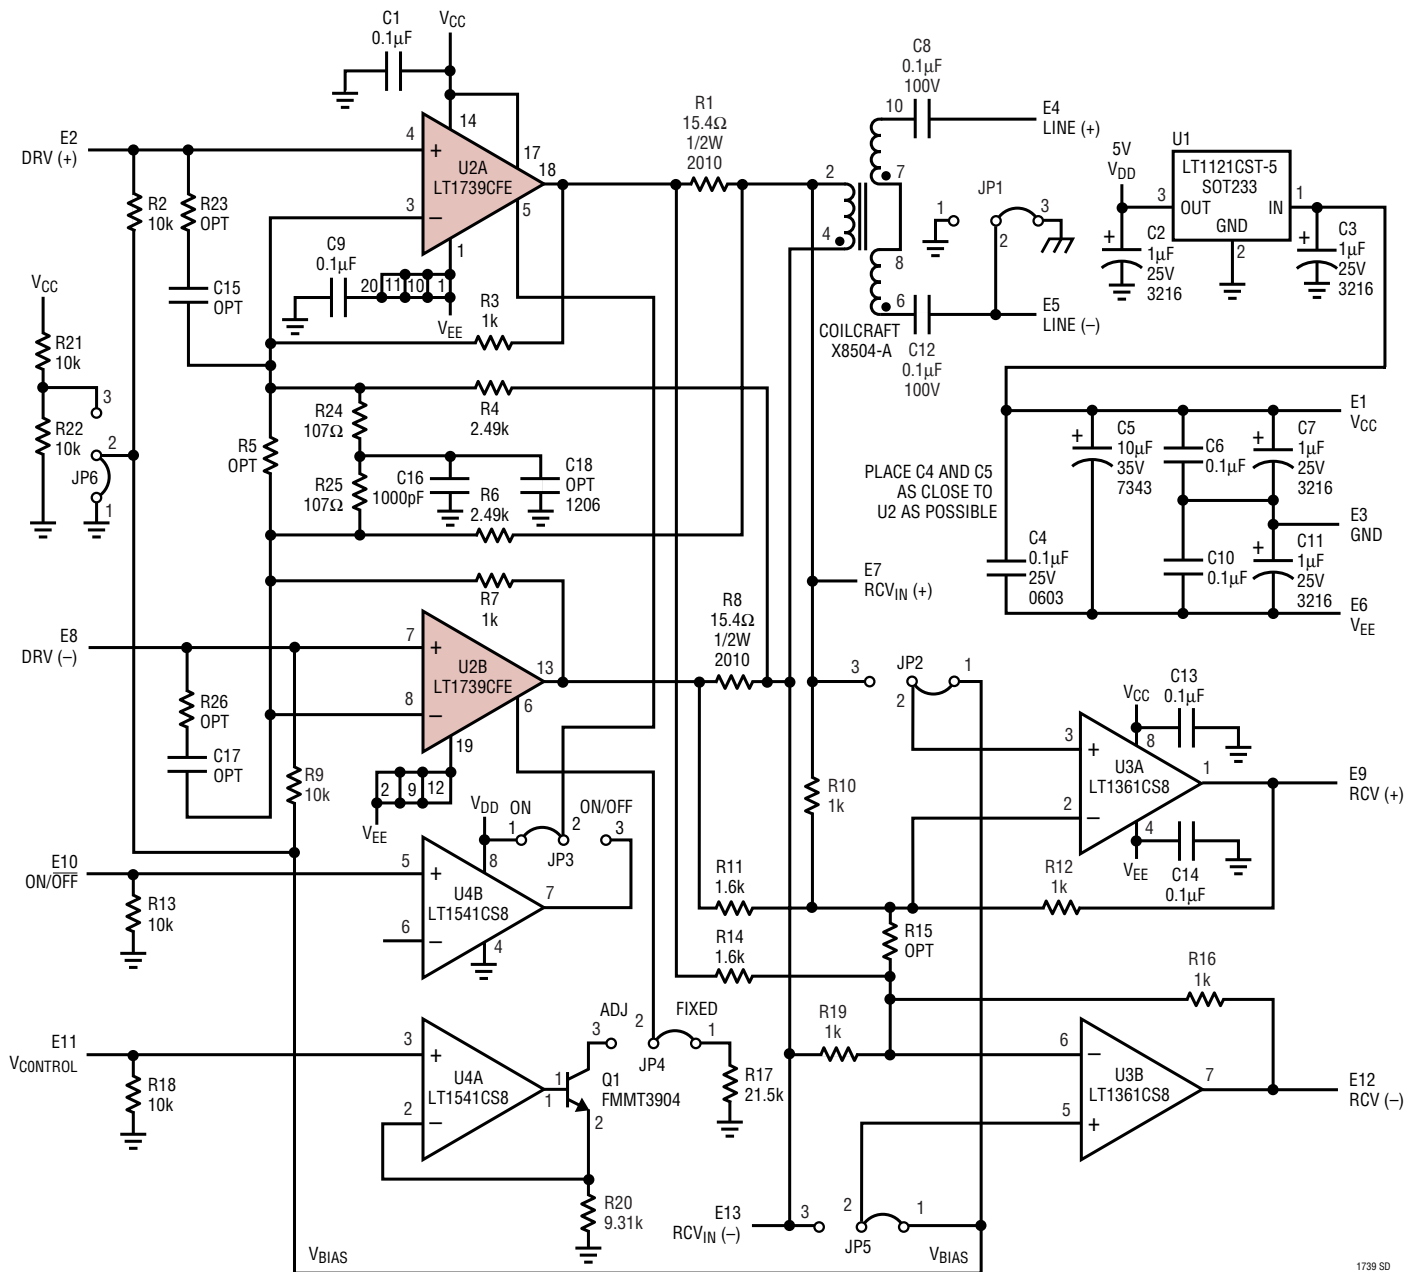 C1
0.1µF
VCC
C8
0.1µF
100V
R1
15.4Ω
1/2W
2010
10
E4
LINE (+)
U1
E2
DRV (+)
4
+
14
U2A
LT1739CFE
17
18
3
–
5
1
2
4
7
8
6
5V
VDD
LT1121CST-5
SOT233
3
OUT
IN
1
GND
2
+
C2
1µF
25V
3216
+
C3
1µF
25V
3216
JP1
1
2
3
E5
LINE (–)
R2
10k
R23
OPT
C9
0.1µF
20
11
10
1
VEE
C15
OPT
R3
1k
COILCRAFT
X8504-A
C12
0.1µF
100V
VCC
R21
10k
3
R22
10k
2
JP6
1
R5
OPT
R24
107Ω
R4
2.49k
R25
107Ω
C16
1000pF
R6
2.49k
C18
OPT
1206
E1
VCC
+
C5
10µF
35V
7343
C6
0.1µF
+
C7
1µF
25V
3216
PLACE C4 AND C5
AS CLOSE TO
U2 AS POSSIBLE
E3
GND
C4
0.1µF
25V
0603
C10
0.1µF
+
C11
1µF
25V
3216
E6
VEE
R7
1k
E7
RCVIN (+)
R8
15.4Ω
1/2W
2010
E8
DRV (–)
7
+
U2B
LT1739CFE
13
8
–
6
19
R26
OPT
C17
OPT
R9
10k
2
9
12
VEE
3
JP2
2
1
VCC
C13
0.1µF
3
+
8
U3A
LT1361CS8
1
2
–
4
VEE
C14
0.1µF
E9
RCV (+)
R10
1k
VDD
ON
1
2
ON/OFF
3
JP3
E10
ON/OFF
5
+
8
U4B
LT1541CS8
7
6
–
4
R13
10k
R11
1.6k
R12
1k
R14
1.6k
R15
OPT
R16
1k
R19
1k
ADJ
3
2
FIXED
1
JP4
E11
VCONTROL
3
+
U4A
LT1541CS8
1
1
2
–
Q1
FMMT3904
2
R17
21.5k
R18
10k
6
–
U3B
LT1361CS8
7
5
+
E12
RCV (–)
R20
9.31k
E13
RCVIN (–)
3
2
1
JP5
VBIAS
VBIAS
1739 SD